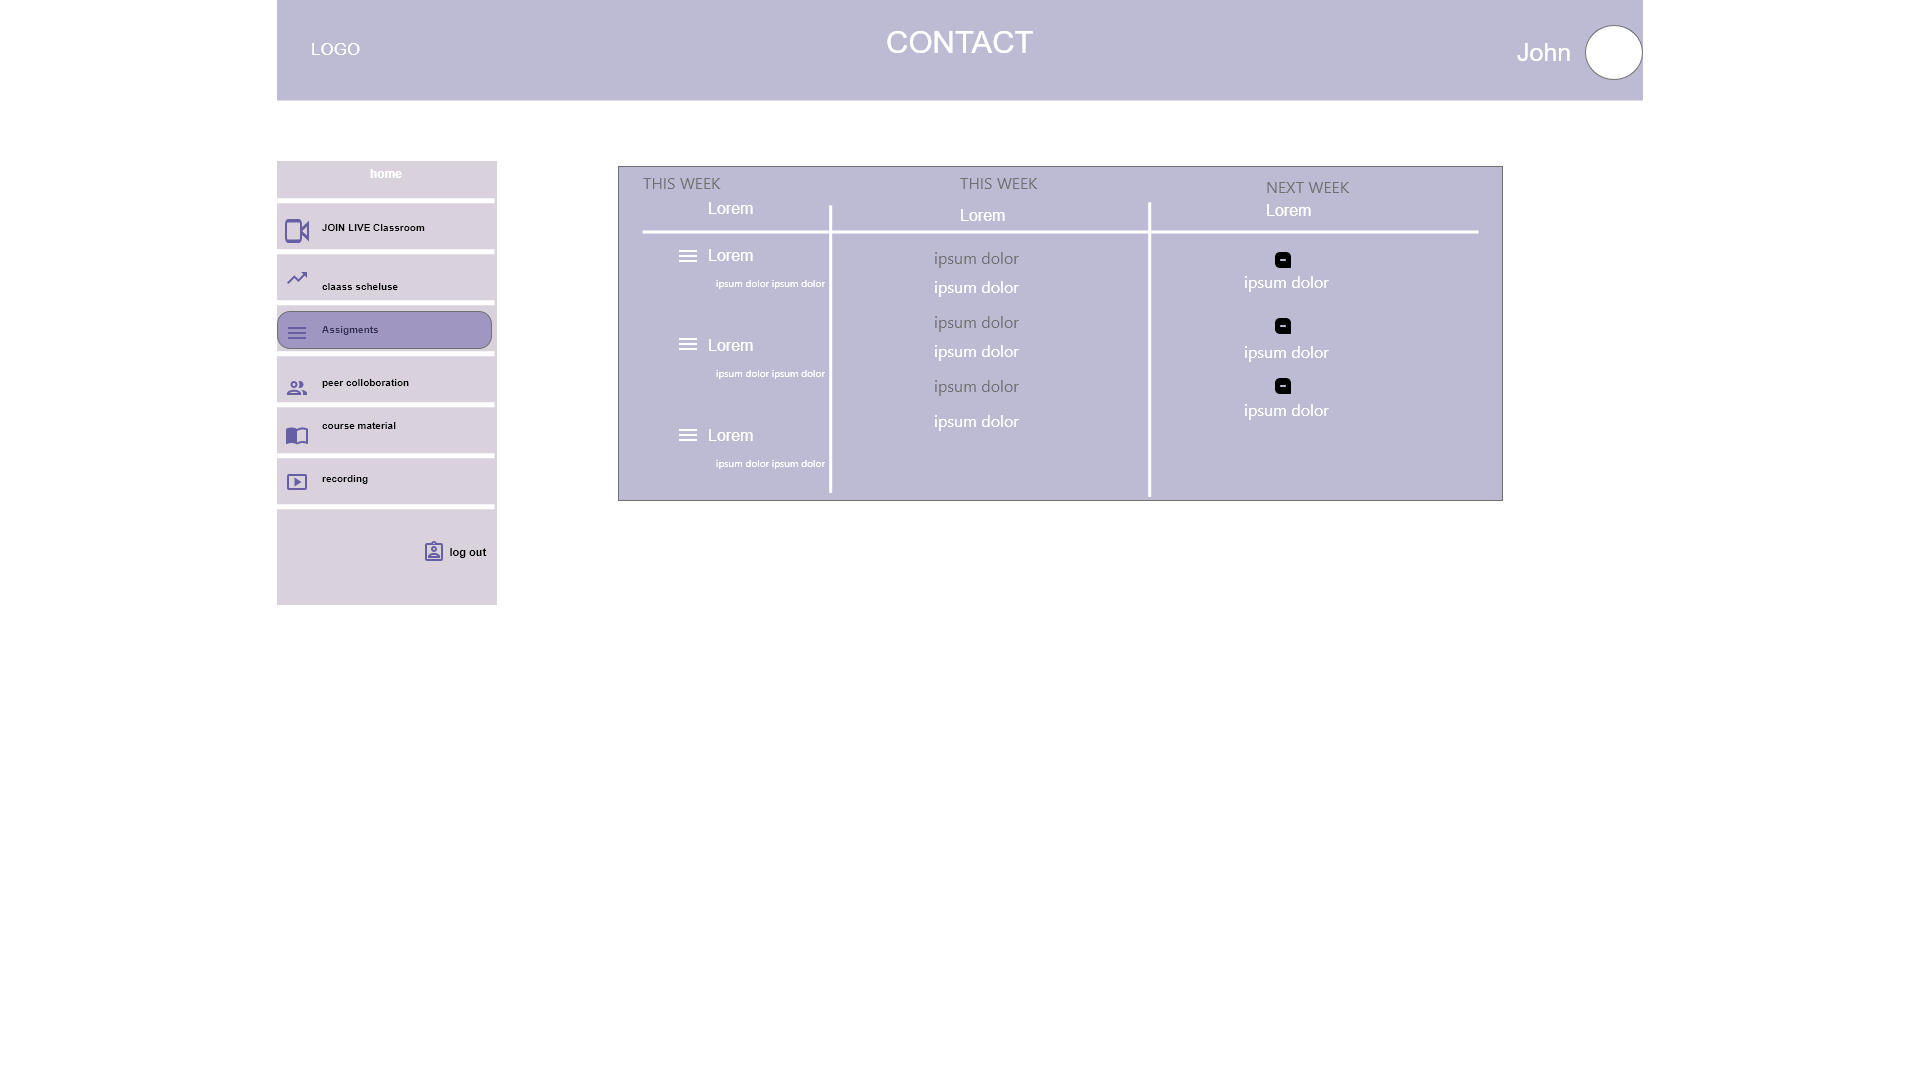 LOGO
CONTACT
John
home
JOIN LIVE Classroom
claass scheluse
Assigments
peer colloboration
course material
recording
log out
THIS WEEK
Lorem
Lorem
ipsum dolor ipsum dolor
Lorem
ipsum dolor ipsum dolor
Lorem
ipsum dolor ipsum dolor
THIS WEEK
Lorem
ipsum dolor
ipsum dolor
ipsum dolor
ipsum dolor
ipsum dolor
ipsum dolor
NEXT WEEK
Lorem
ipsum dolor
ipsum dolor
ipsum dolor